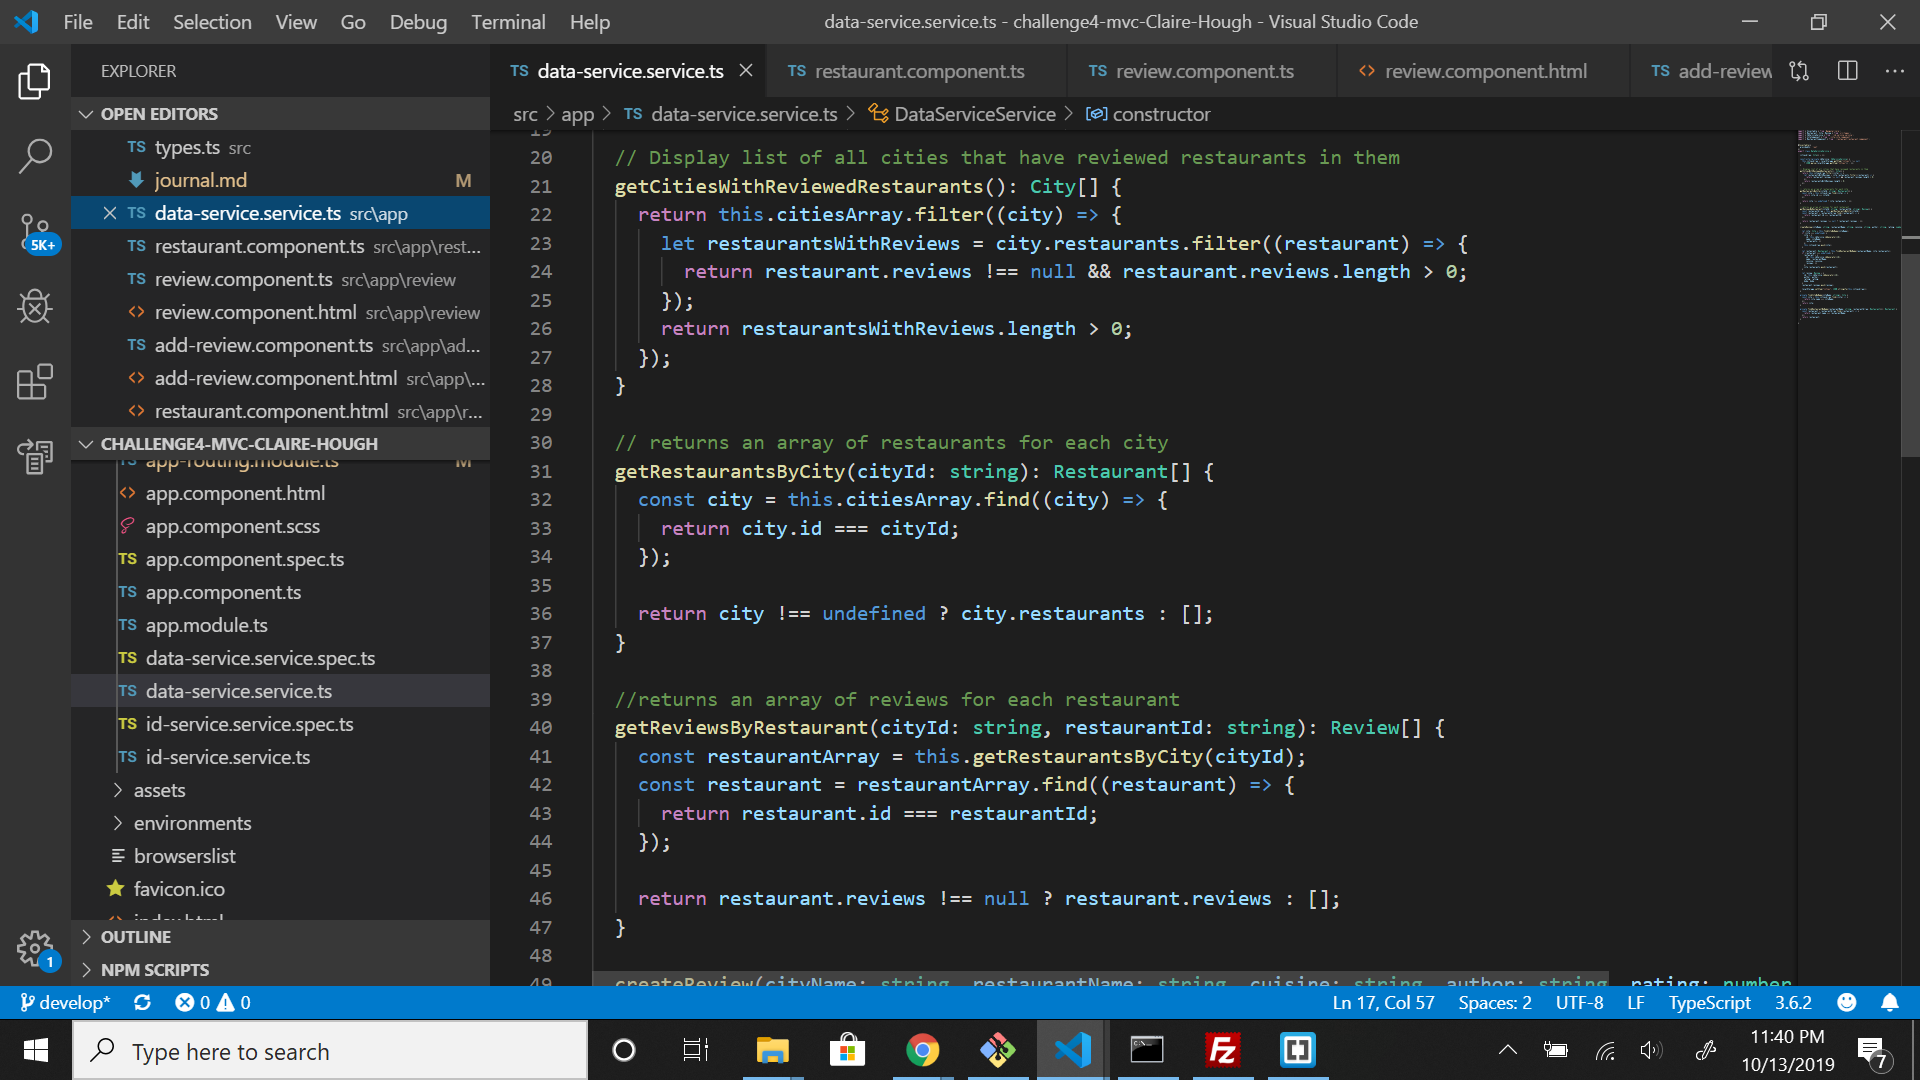 File Edit Selection View Go Debug Terminal Help
data-service.service.ts - challenge4-mvc-Claire-Hough - Visual Studio Code
EXPLORER
OPEN EDITORS
TS types.ts src
journal.md M
TS data-service.service.ts src\app
TS restaurant.component.ts src\app\rest...
TS review.component.ts src\app\review
<> review.component.html src\app\review
TS add-review.component.ts src\app\ad...
<> add-review.component.html src\app\...
<> restaurant.component.html src\app\r...
CHALLENGE4-MVC-CLAIRE-HOUGH
TS app-routing.module.ts M
<> app.component.html
app.component.scss
TS app.component.spec.ts
TS app.component.ts
TS app.module.ts
TS data-service.service.spec.ts
TS data-service.service.ts
TS id-service.service.spec.ts
TS id-service.service.ts
assets
environments
browserslist
favicon.ico
<> index.html
OUTLINE
NPM SCRIPTS
5K+
1
TS data-service.service.ts
TS restaurant.component.ts
TS review.component.ts
<> review.component.html
TS add-review
src > app > TS data-service.service.ts > DataServiceService > constructor
19
20 // Display list of all cities that have reviewed restaurants in them
21 getCitiesWithReviewedRestaurants(): City[] {
22 return this.citiesArray.filter((city) => {
23 let restaurantsWithReviews = city.restaurants.filter((restaurant) => {
24 return restaurant.reviews !== null && restaurant.reviews.length > 0;
25 });
26 return restaurantsWithReviews.length > 0;
27 });
28 }
29
30 // returns an array of restaurants for each city
31 getRestaurantsByCity(cityId: string): Restaurant[] {
32 const city = this.citiesArray.find((city) => {
33 return city.id === cityId;
34 });
35
36 return city !== undefined ? city.restaurants : [];
37 }
38
39 //returns an array of reviews for each restaurant
40 getReviewsByRestaurant(cityId: string, restaurantId: string): Review[] {
41 const restaurantArray = this.getRestaurantsByCity(cityId);
42 const restaurant = restaurantArray.find((restaurant) => {
43 return restaurant.id === restaurantId;
44 });
45
46 return restaurant.reviews !== null ? restaurant.reviews : [];
47 }
48
49 createReview(cityName: string, restaurantName: string, cuisine: string, author: string, rating: number
develop* 0 0
Ln 17, Col 57 Spaces: 2 UTF-8 LF TypeScript 3.6.2
Type here to search
11:40 PM
10/13/2019
7